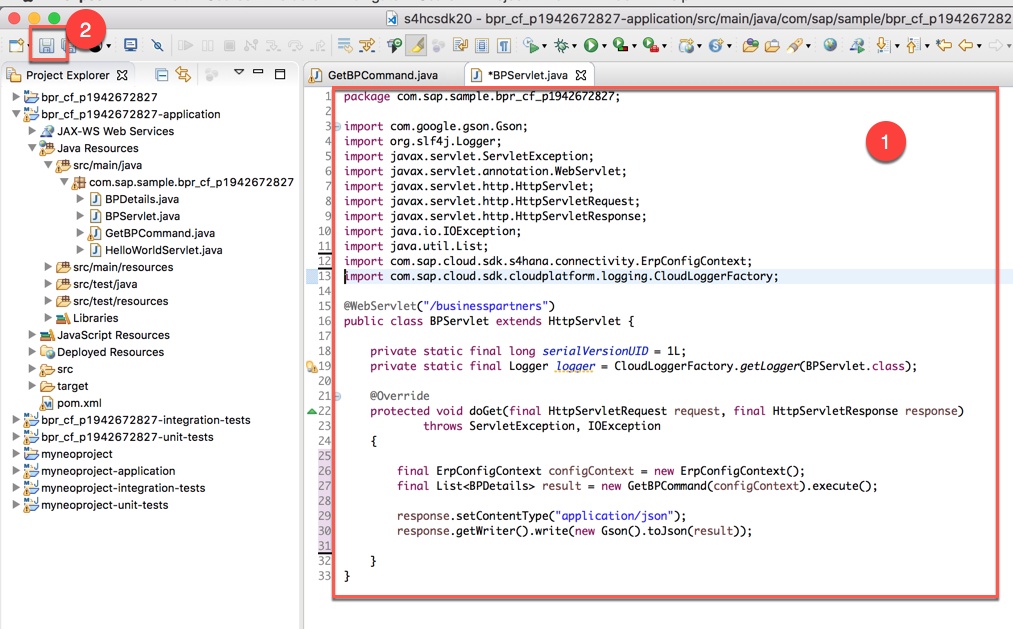 s4hcsdk20 - bpr_cf_p1942672827-application/src/main/java/com/sap/sample/bpr_cf_p1942672
2
Project Explorer
GetBPCommand.java
*BPServlet.java
bpr_cf_p1942672827
bpr_cf_p1942672827-application
JAX-WS Web Services
Java Resources
src/main/java
com.sap.sample.bpr_cf_p1942672827
BPDetails.java
BPServlet.java
GetBPCommand.java
HelloWorldServlet.java
src/main/resources
src/test/java
src/test/resources
Libraries
JavaScript Resources
Deployed Resources
src
target
pom.xml
bpr_cf_p1942672827-integration-tests
bpr_cf_p1942672827-unit-tests
myneoproject
myneoproject-application
myneoproject-integration-tests
myneoproject-unit-tests
1 package com.sap.sample.bpr_cf_p1942672827;
2
3 import com.google.gson.Gson;
4 import org.slf4j.Logger;
5 import javax.servlet.ServletException;
6 import javax.servlet.annotation.WebServlet;
7 import javax.servlet.http.HttpServlet;
8 import javax.servlet.http.HttpServletRequest;
9 import javax.servlet.http.HttpServletResponse;
10 import java.io.IOException;
11 import java.util.List;
12 import com.sap.cloud.sdk.s4hana.connectivity.ErpConfigContext;
13 import com.sap.cloud.sdk.cloudplatform.logging.CloudLoggerFactory;
14
15 @WebServlet("/businesspartners")
16 public class BPServlet extends HttpServlet {
17
18 private static final long serialVersionUID = 1L;
19 private static final Logger logger = CloudLoggerFactory.getLogger(BPServlet.class);
20
21 @Override
22 protected void doGet(final HttpServletRequest request, final HttpServletResponse response)
23 throws ServletException, IOException
24 {
25
26 final ErpConfigContext configContext = new ErpConfigContext();
27 final List<BPDetails> result = new GetBPCommand(configContext).execute();
28
29 response.setContentType("application/json");
30 response.getWriter().write(new Gson().toJson(result));
31
32 }
33 }
1